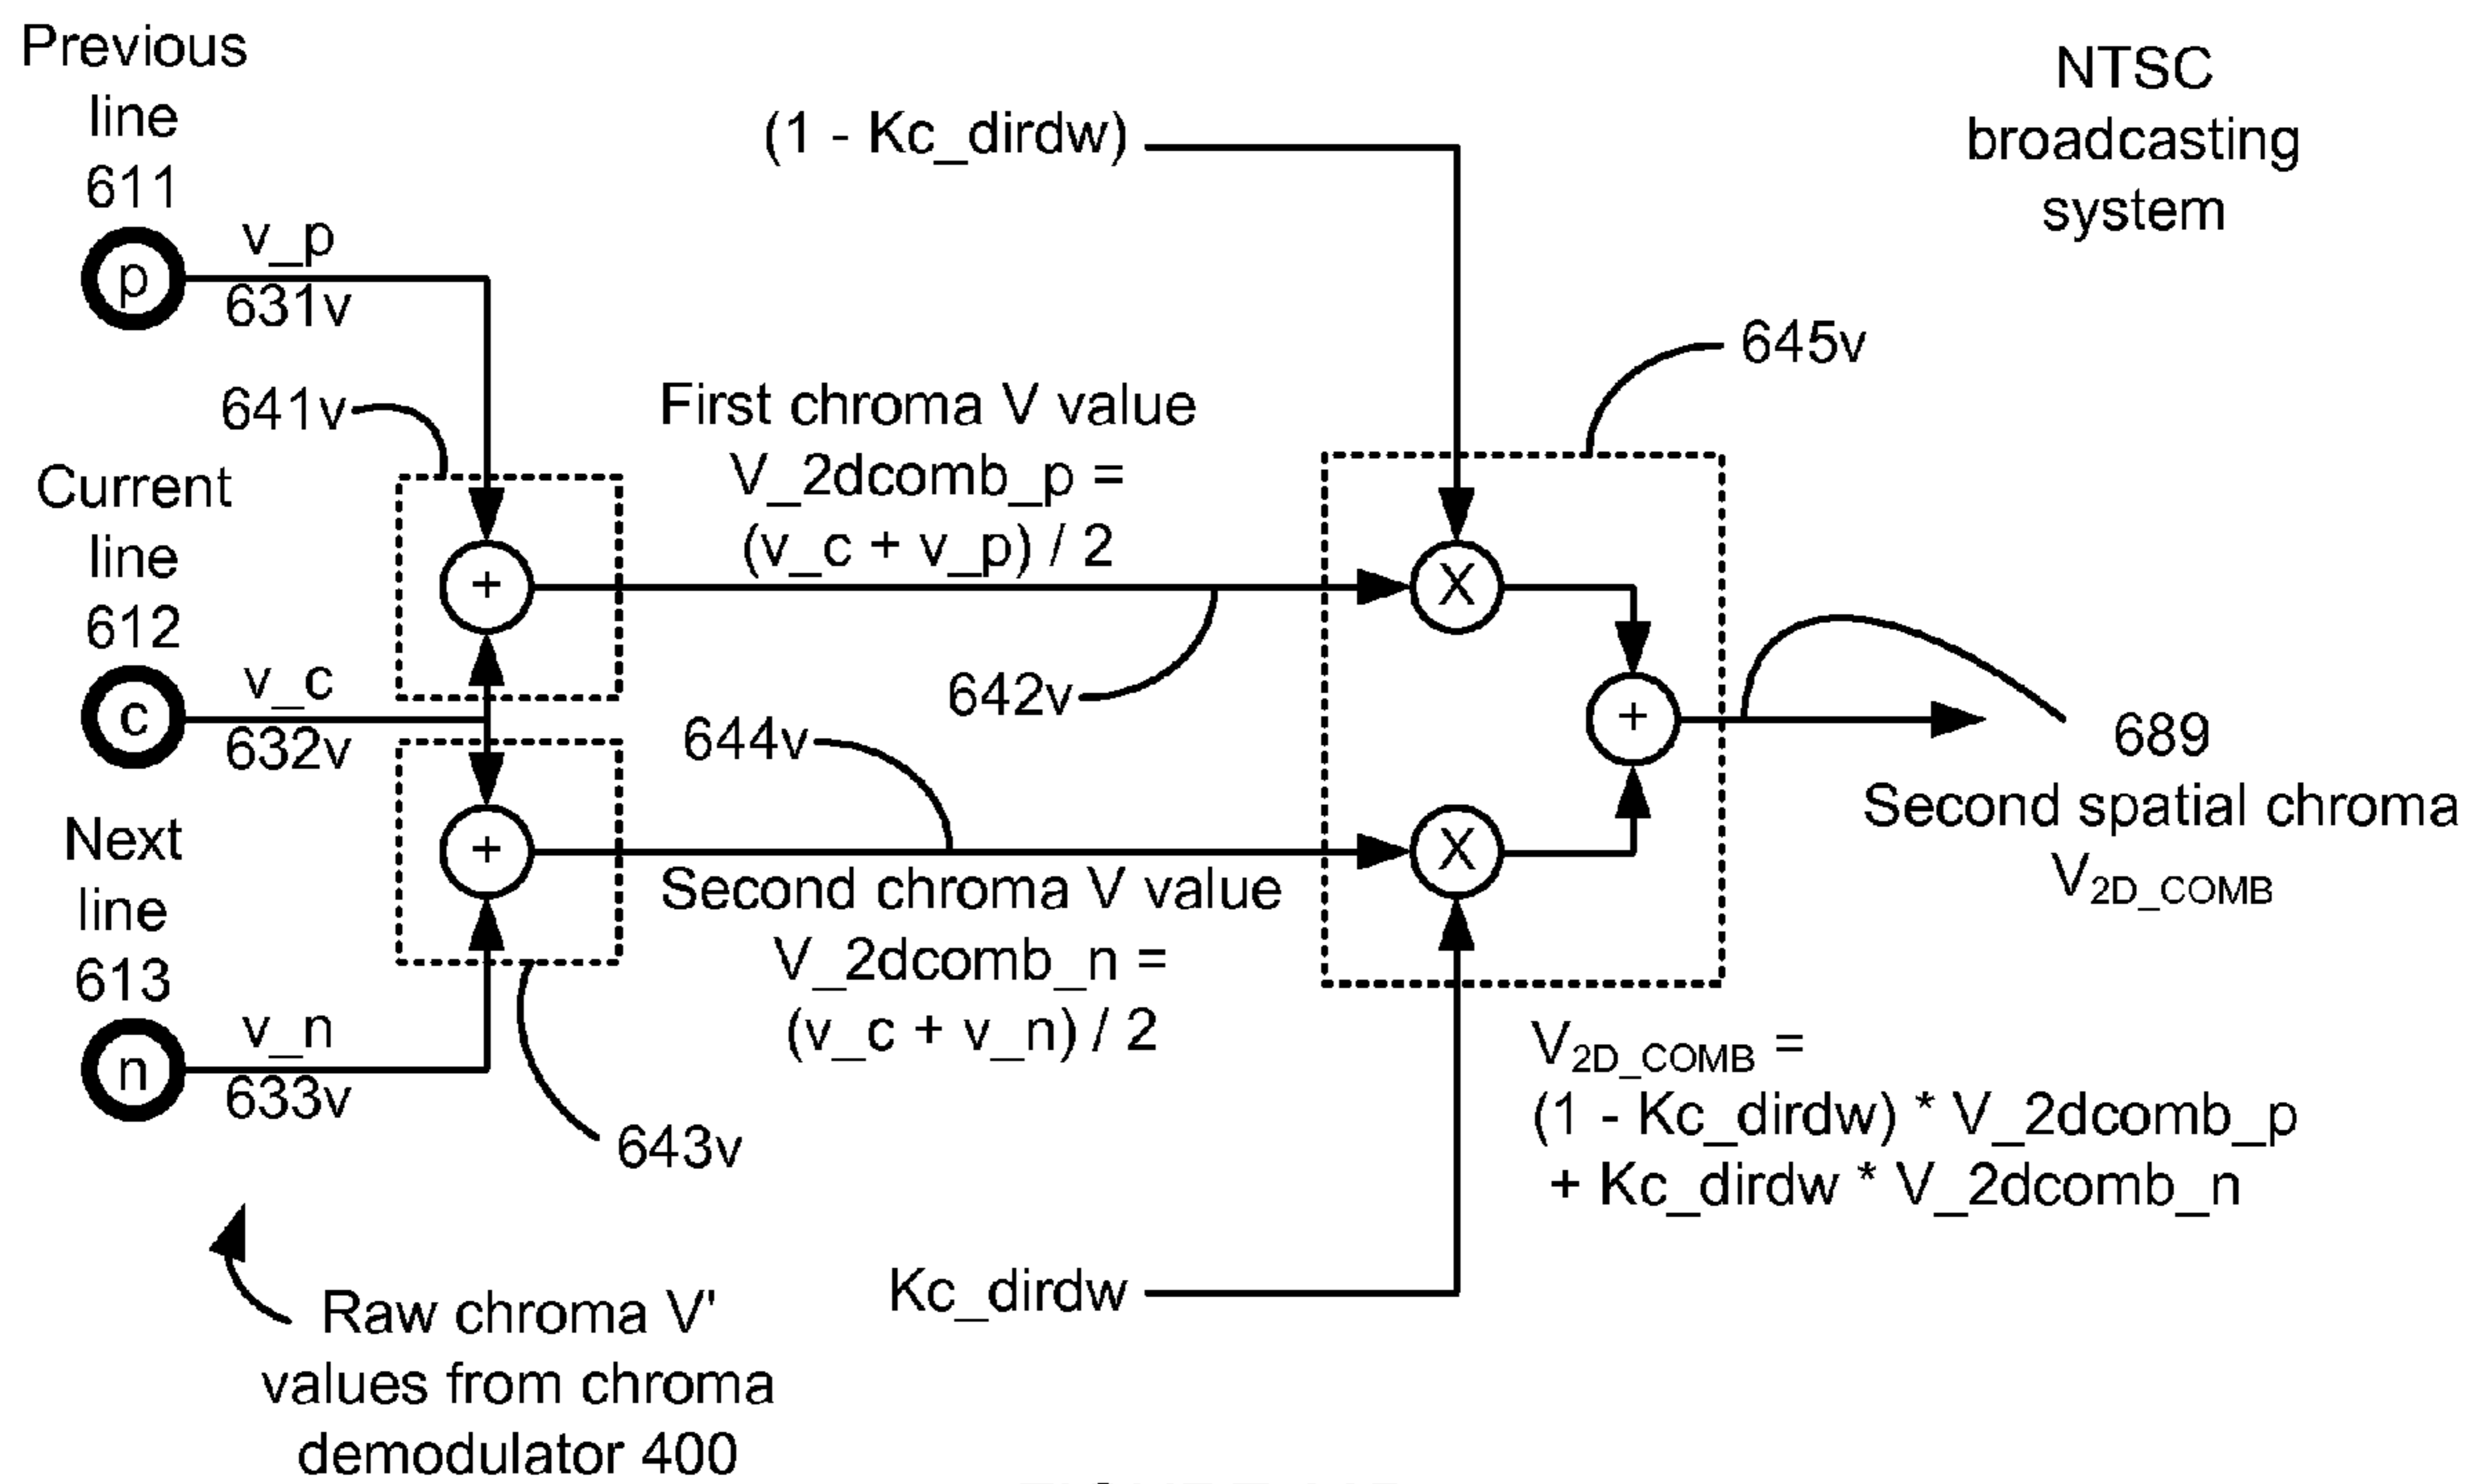 Previous
line
611
p
v_p
631v
641v
Current
line
612
c
v_c
632v
Next
line
613
n
v_n
633v
643v
+
+
Raw chroma V'
values from chroma
demodulator 400
(1 - Kc_dirdw)
First chroma V value
V_2dcomb_p =
(v_c + v_p) / 2
642v
644v
Second chroma V value
V_2dcomb_n =
(v_c + v_n) / 2
Kc_dirdw
NTSC
broadcasting
system
645v
X
X
+
689
Second spatial chroma
V2D_COMB
V2D_COMB =
(1 - Kc_dirdw) * V_2dcomb_p
+ Kc_dirdw * V_2dcomb_n